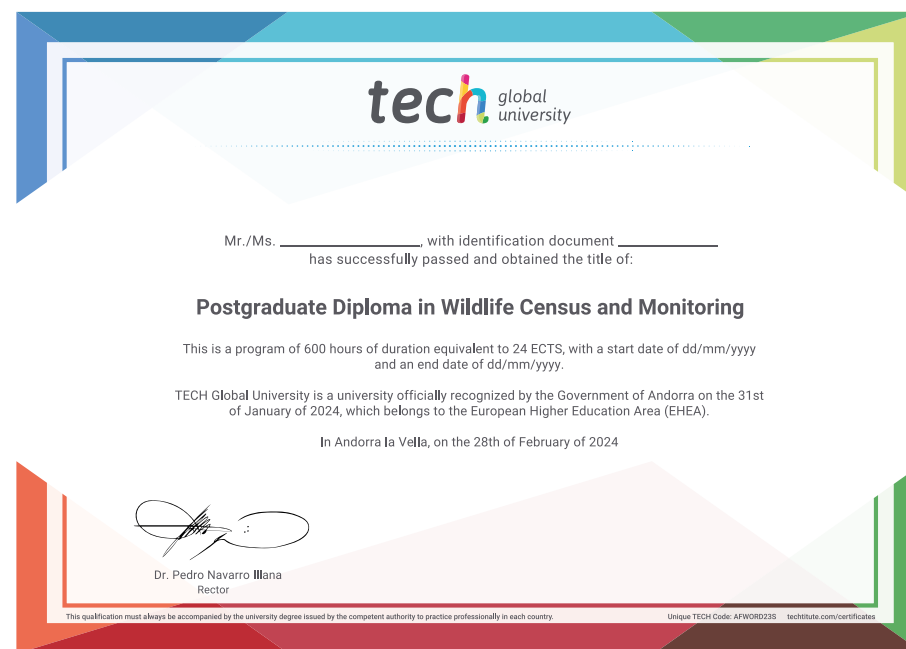 tech global
university
Mr./Ms. ____________________, with identification document ______________
has successfully passed and obtained the title of:
Postgraduate Diploma in Wildlife Census and Monitoring
This is a program of 600 hours of duration equivalent to 24 ECTS, with a start date of dd/mm/yyyy
and an end date of dd/mm/yyyy.
TECH Global University is a university officially recognized by the Government of Andorra on the 31st
of January of 2024, which belongs to the European Higher Education Area (EHEA).
In Andorra la Vella, on the 28th of February of 2024
Dr. Pedro Navarro Illana
Rector
This qualification must always be accompanied by the university degree issued by the competent authority to practice professionally in each country.
Unique TECH Code: AFWORD23S techtitute.com/certificates